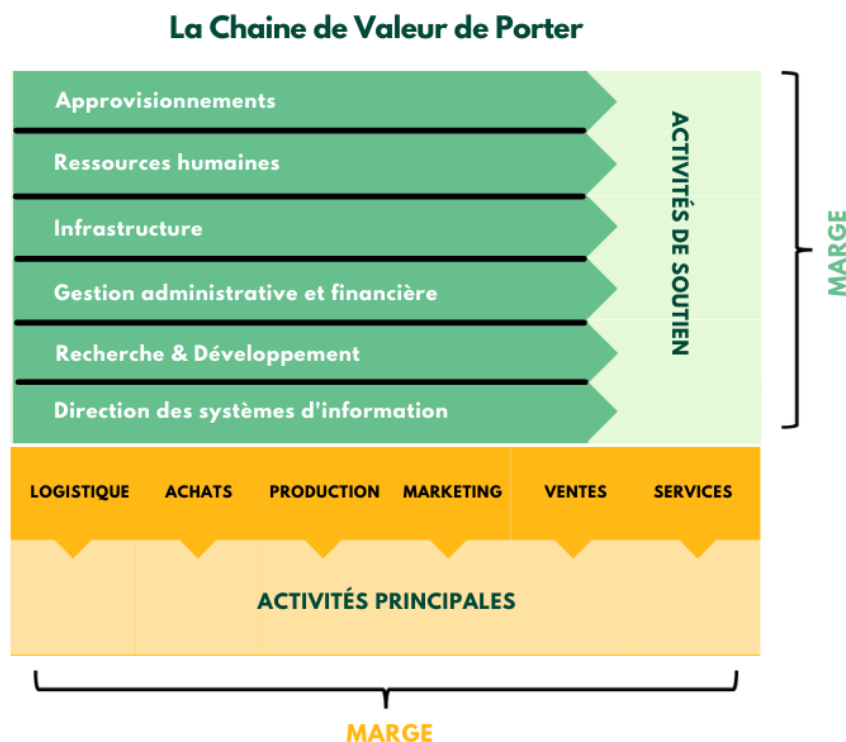 La Chaine de Valeur de Porter
Approvisionnements
Ressources humaines
Infrastructure
Gestion administrative et financière
Recherche & Développement
Direction des systèmes d'information
ACTIVITÉS DE SOUTIEN
MARGE
LOGISTIQUE ACHATS PRODUCTION MARKETING VENTES SERVICES
ACTIVITÉS PRINCIPALES
MARGE